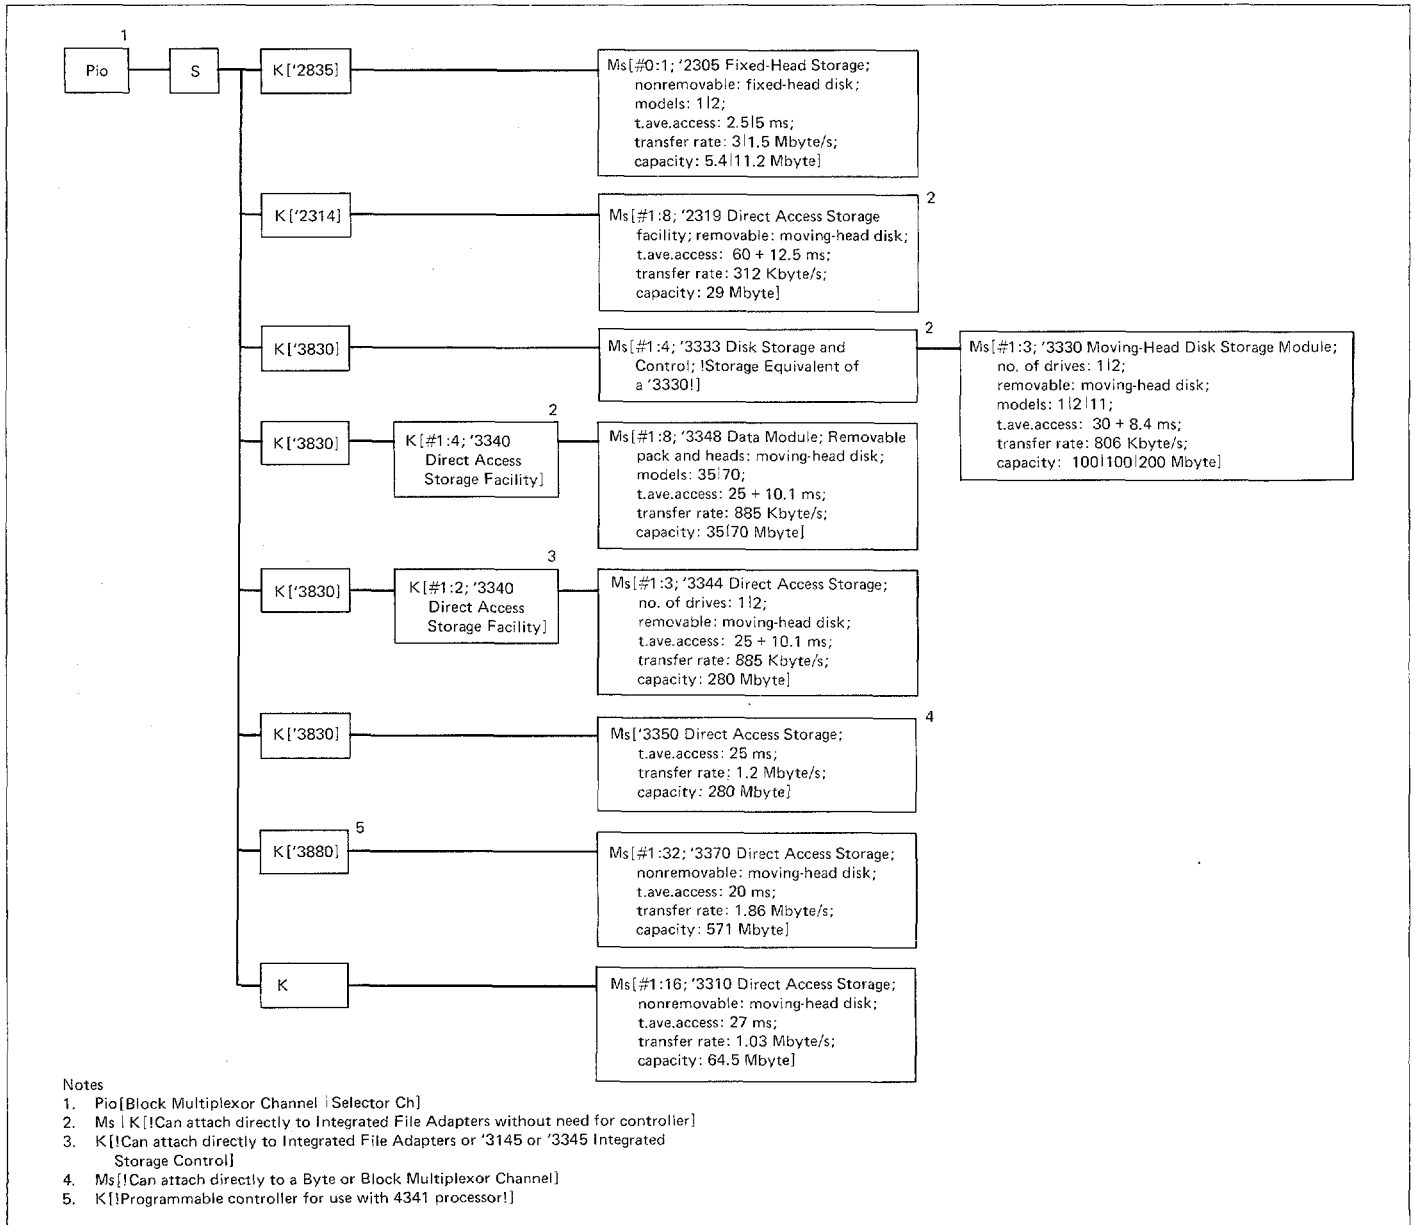 1
Pio
S
K['2835]
Ms[#0:1; '2305 Fixed-Head Storage;
nonremovable: fixed-head disk;
models: 1|2;
t.ave.access: 2.5|5 ms;
transfer rate: 3|1.5 Mbyte/s;
capacity: 5.4|11.2 Mbyte]
K['2314]
2
Ms[#1:8; '2319 Direct Access Storage
facility; removable: moving-head disk;
t.ave.access: 60 + 12.5 ms;
transfer rate: 312 Kbyte/s;
capacity: 29 Mbyte]
K['3830]
2
Ms[#1:4; '3333 Disk Storage and
Control; !Storage Equivalent of
a '3330!]
Ms[#1:3; '3330 Moving-Head Disk Storage Module;
no. of drives: 1|2;
removable: moving-head disk;
models: 1|2|11;
t.ave.access: 30 + 8.4 ms;
transfer rate: 806 Kbyte/s;
capacity: 100|100|200 Mbyte]
K['3830]
2
K[#1:4; '3340
Direct Access
Storage Facility]
Ms[#1:8; '3348 Data Module; Removable
pack and heads: moving-head disk;
models: 35|70;
t.ave.access: 25 + 10.1 ms;
transfer rate: 885 Kbyte/s;
capacity: 35|70 Mbyte]
K['3830]
3
K[#1:2; '3340
Direct Access
Storage Facility]
Ms[#1:3; '3344 Direct Access Storage;
no. of drives: 1|2;
removable: moving-head disk;
t.ave.access: 25 + 10.1 ms;
transfer rate: 885 Kbyte/s;
capacity: 280 Mbyte]
K['3830]
4
Ms['3350 Direct Access Storage;
t.ave.access: 25 ms;
transfer rate: 1.2 Mbyte/s;
capacity: 280 Mbyte]
K['3880]
5
Ms[#1:32; '3370 Direct Access Storage;
nonremovable: moving-head disk;
t.ave.access: 20 ms;
transfer rate: 1.86 Mbyte/s;
capacity: 571 Mbyte]
K
Ms[#1:16; '3310 Direct Access Storage;
nonremovable: moving-head disk;
t.ave.access: 27 ms;
transfer rate: 1.03 Mbyte/s;
capacity: 64.5 Mbyte]
Notes
1. Pio[Block Multiplexor Channel | Selector Ch]
2. Ms | K[!Can attach directly to Integrated File Adapters without need for controller]
3. K[!Can attach directly to Integrated File Adapters or '3145 or '3345 Integrated
Storage Control]
4. Ms[!Can attach directly to a Byte or Block Multiplexor Channel]
5. K[!Programmable controller for use with 4341 processor!]